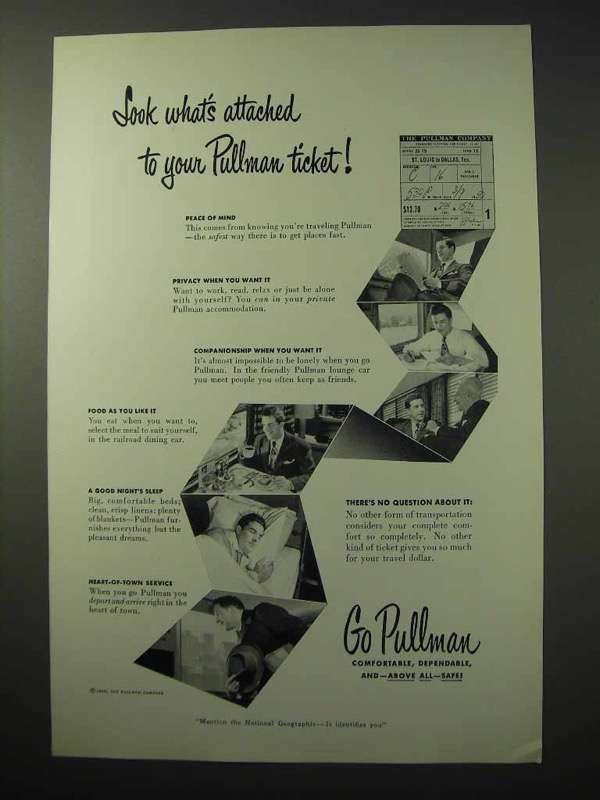 Look what's attached
to your Pullman ticket!
THE PULLMAN COMPANY
ST. LOUIS to DALLAS, Tex.
C 16
$12.70
1
PEACE OF MIND
This comes from knowing you're traveling Pullman
—the safest way there is to get places fast.
PRIVACY WHEN YOU WANT IT
Want to work, read, relax or just be alone
with yourself? You can in your private
Pullman accommodation.
COMPANIONSHIP WHEN YOU WANT IT
It's almost impossible to be lonely when you go
Pullman. In the friendly Pullman lounge car
you meet people you often keep as friends.
FOOD AS YOU LIKE IT
You eat when you want to,
select the meal to suit yourself,
in the railroad dining car.
A GOOD NIGHT'S SLEEP
Big, comfortable beds;
clean, crisp linens; plenty
of blankets—Pullman fur-
nishes everything but the
pleasant dreams.
HEART-OF-TOWN SERVICE
When you go Pullman you
depart and arrive right in the
heart of town.
THERE'S NO QUESTION ABOUT IT:
No other form of transportation
considers your complete com-
fort so completely. No other
kind of ticket gives you so much
for your travel dollar.
Go Pullman
COMFORTABLE, DEPENDABLE,
AND—ABOVE ALL—SAFE!
THE PULLMAN COMPANY
"Mention the National Geographic—It identifies you"